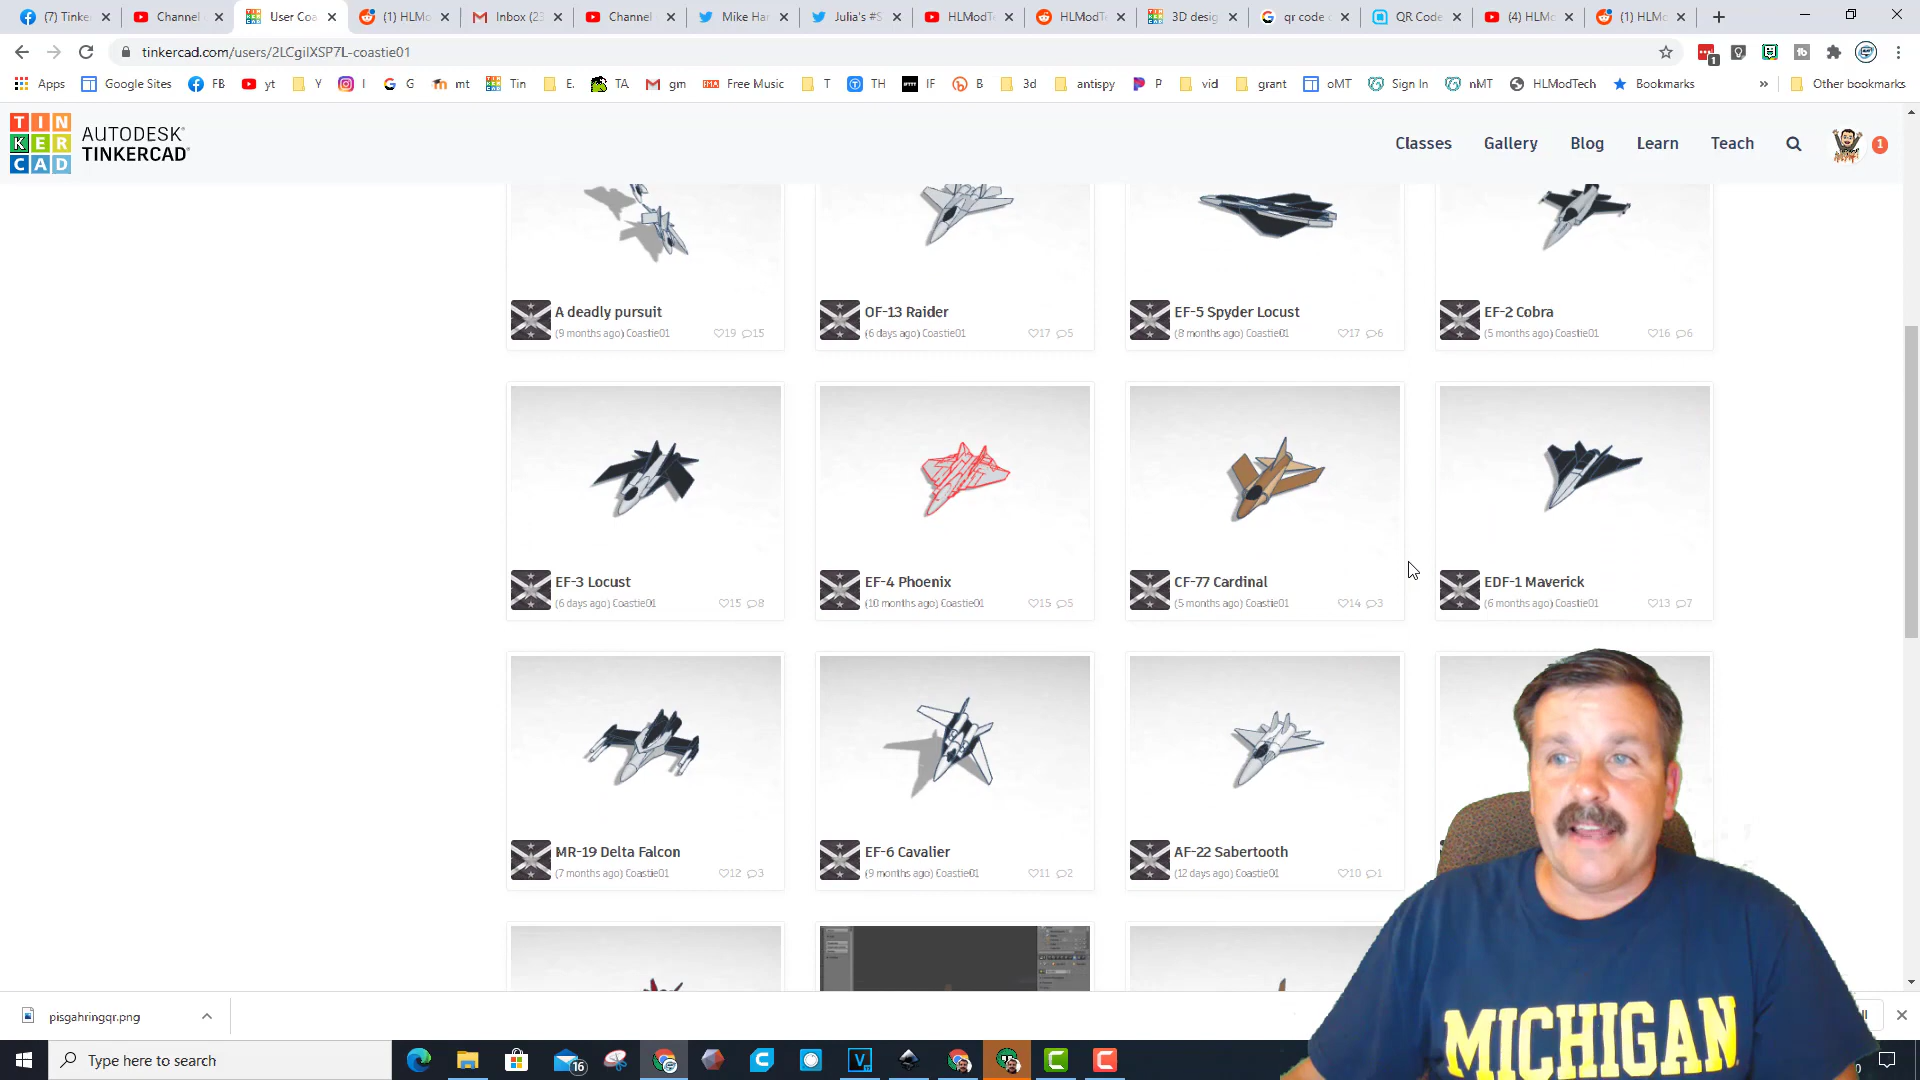 (7) Tinke
Channel
User Coa
(1) HLMo
Inbox (23
Channel
Mike Har
Julia's #S
HLModTe
HLModTe
3D desig
qr code
QR Code
(4) HLMo
(1) HLMo
tinkercad.com/users/2LCgilXSP7L-coastie01
Apps
Google Sites
FB
yt
Y
I
G
mt
Tin
E.
TA
gm
Free Music
T
TH
IF
B
3d
antispy
P
vid
grant
oMT
Sign In
nMT
HLModTech
Bookmarks
»
Other bookmarks
TIN
KER
CAD
AUTODESK®
TINKERCAD®
Classes
Gallery
Blog
Learn
Teach
1
A deadly pursuit
(9 months ago) Coastie01 19 15
OF-13 Raider
(6 days ago) Coastie01 17 5
EF-5 Spyder Locust
(8 months ago) Coastie01 17 6
EF-2 Cobra
(5 months ago) Coastie01 16 6
EF-3 Locust
(6 days ago) Coastie01 15 8
EF-4 Phoenix
(10 months ago) Coastie01 15 5
CF-77 Cardinal
(5 months ago) Coastie01 14 3
EDF-1 Maverick
(6 months ago) Coastie01 13 7
MR-19 Delta Falcon
(7 months ago) Coastie01 12 3
EF-6 Cavalier
(9 months ago) Coastie01 11 2
AF-22 Sabertooth
(12 days ago) Coastie01 10 1
MICHIGAN
pisgahringqr.png
Type here to search
16